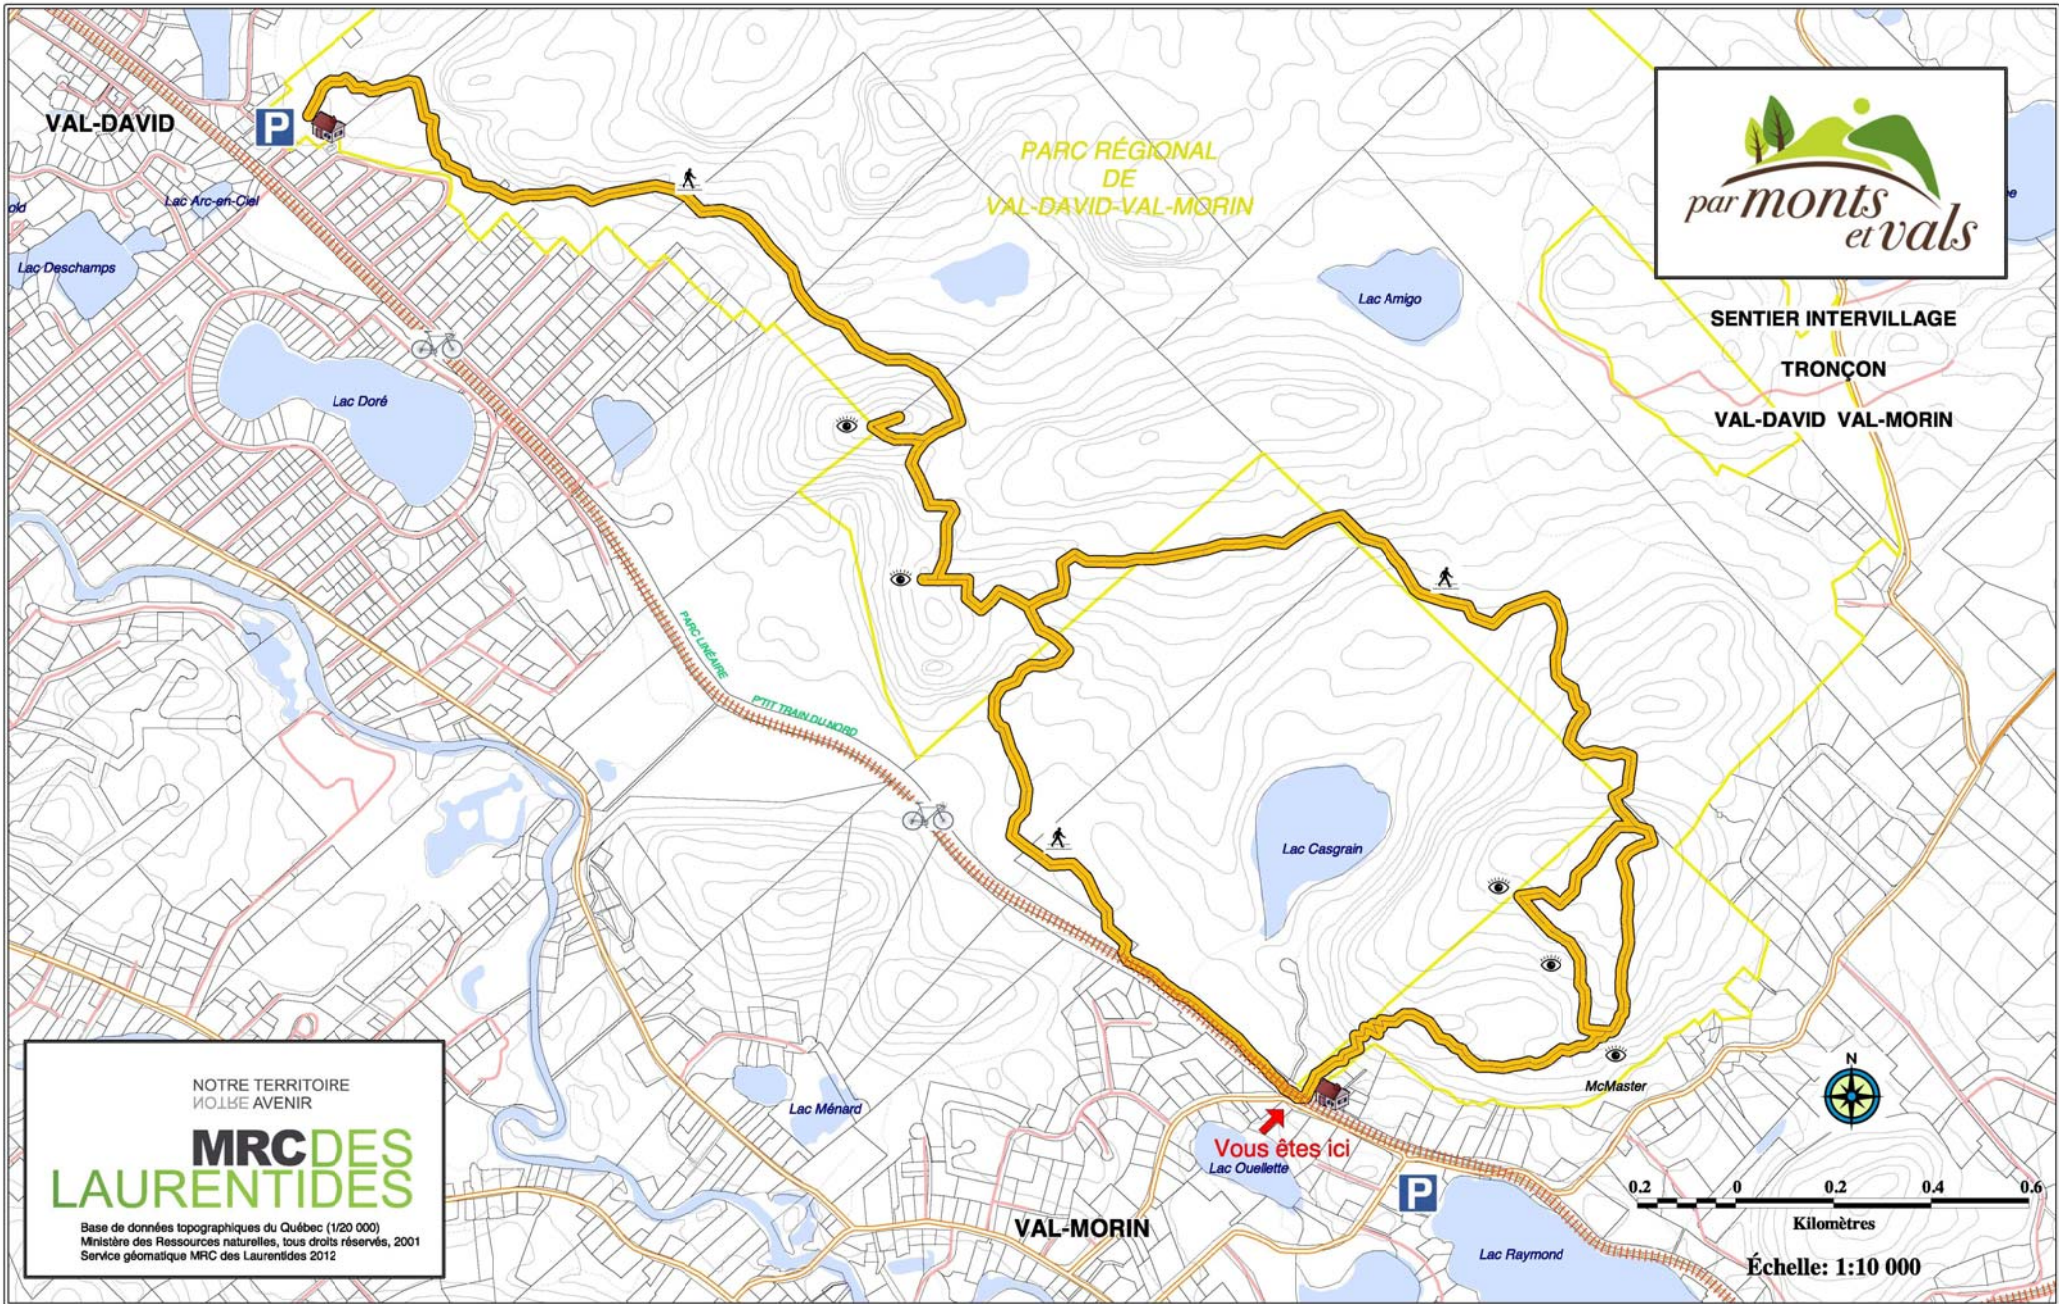 VAL-DAVID
Lac Arc-en-Ciel
old
Lac Deschamps
Lac Doré
PARC RÉGIONAL
DE
VAL-DAVID-VAL-MORIN
Lac Amigo
par monts
et vals
ee
SENTIER INTERVILLAGE
TRONÇON
VAL-DAVID VAL-MORIN
P
PARC LINÉAIRE
P'TIT TRAIN DU NORD
Lac Casgrain
McMaster
Vous êtes ici
Lac Ouellette
P
Lac Ménard
VAL-MORIN
Lac Raymond
N
0.2 0 0.2 0.4 0.6
Kilomètres
Échelle: 1:10 000
NOTRE TERRITOIRE
NOTRE AVENIR
MRC DES
LAURENTIDES
Base de données topographiques du Québec (1/20 000)
Ministère des Ressources naturelles, tous droits réservés, 2001
Service géomatique MRC des Laurentides 2012